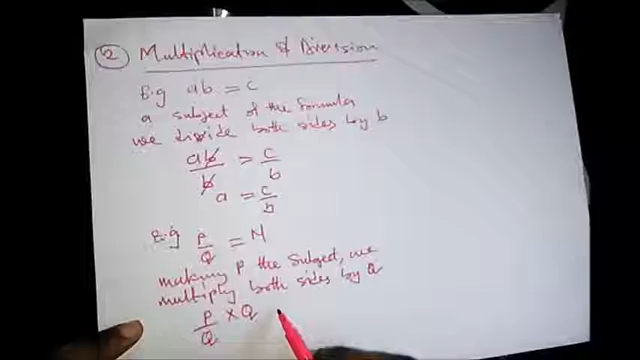 ② Multiplication & Division
E.g ab = c
a subject of the formular
we divide both sides by b
ab/b = c/b
a = c/b
E.g P/Q = N
making P the subject, we
multiply both sides by Q
P/Q × Q